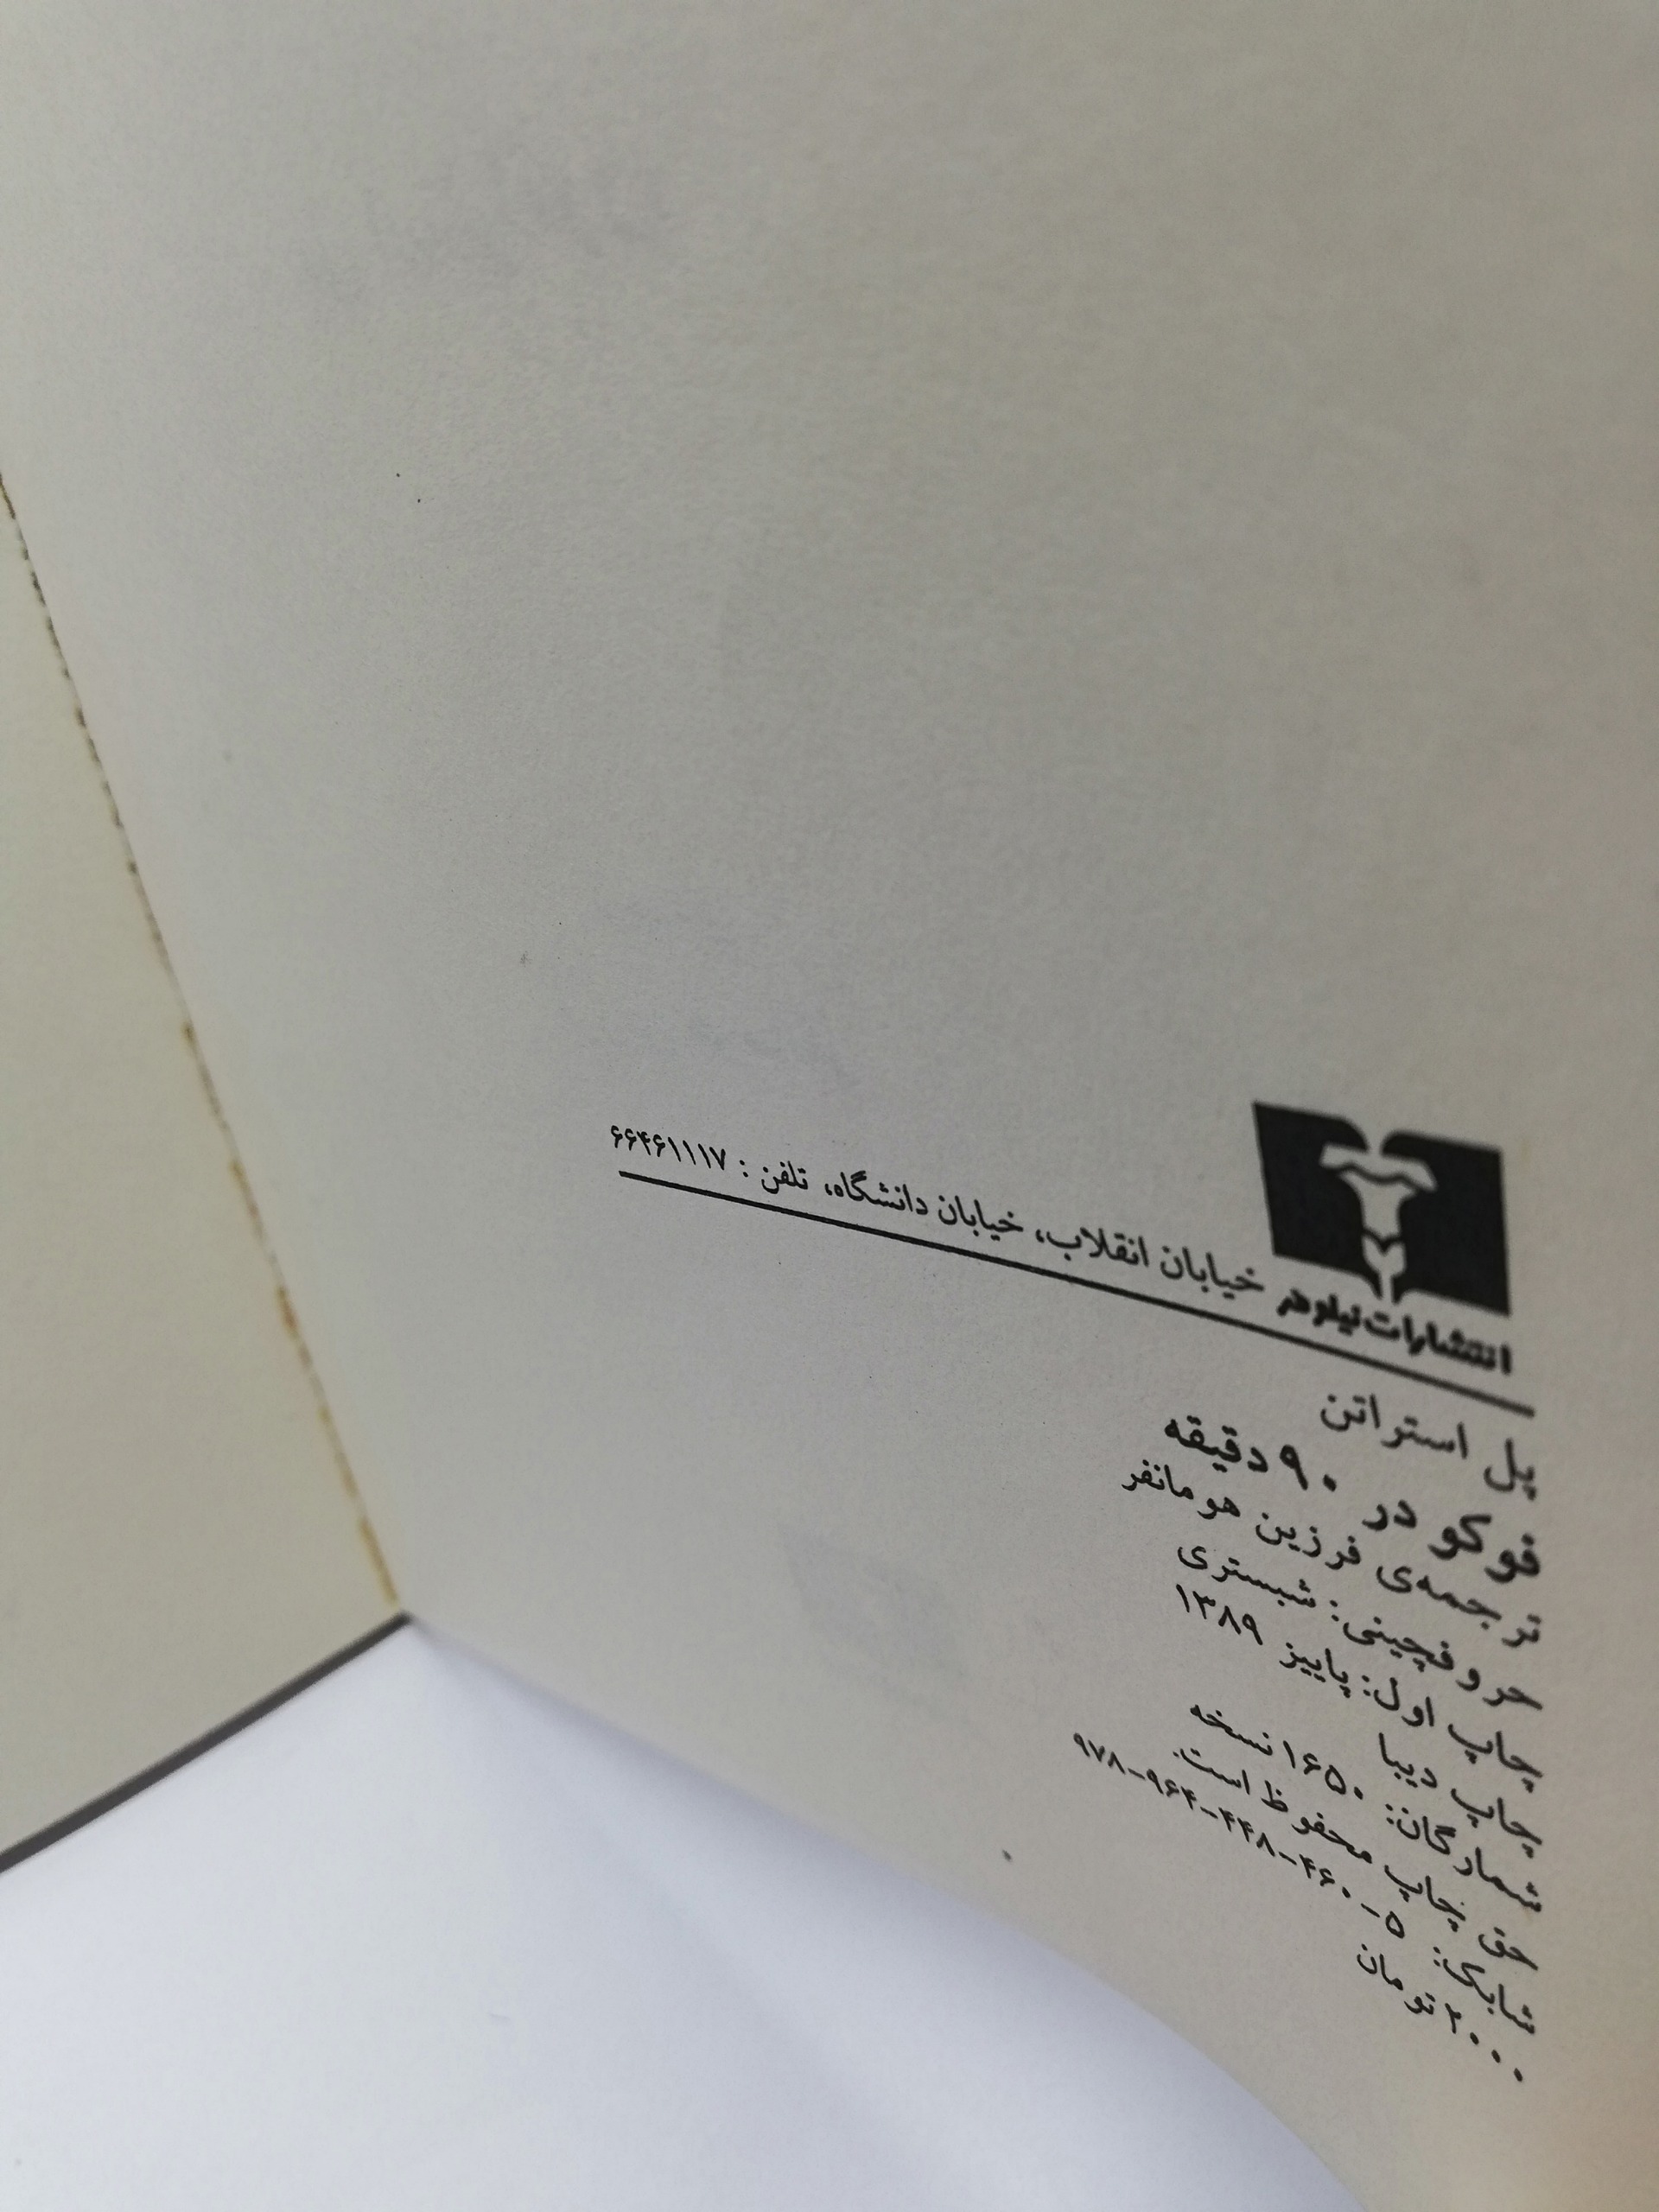 انتشارات نیلوفر خیابان انقلاب، خیابان دانشگاه، تلفن : ۶۶۴۶۱۱۱۷
پل استراترن
فوکو در ۹۰ دقیقه
ترجمه‌ی فرزین هومانفر
حروفچینی: شبستری
چاپ اول: پاییز ۱۳۸۹
چاپ دیبا
شمارگان: ۱۶۵۰ نسخه
حق چاپ محفوظ است.
شابک: ۵-۴۶۰-۴۴۸-۹۶۴-۹۷۸
۲۰۰۰ تومان